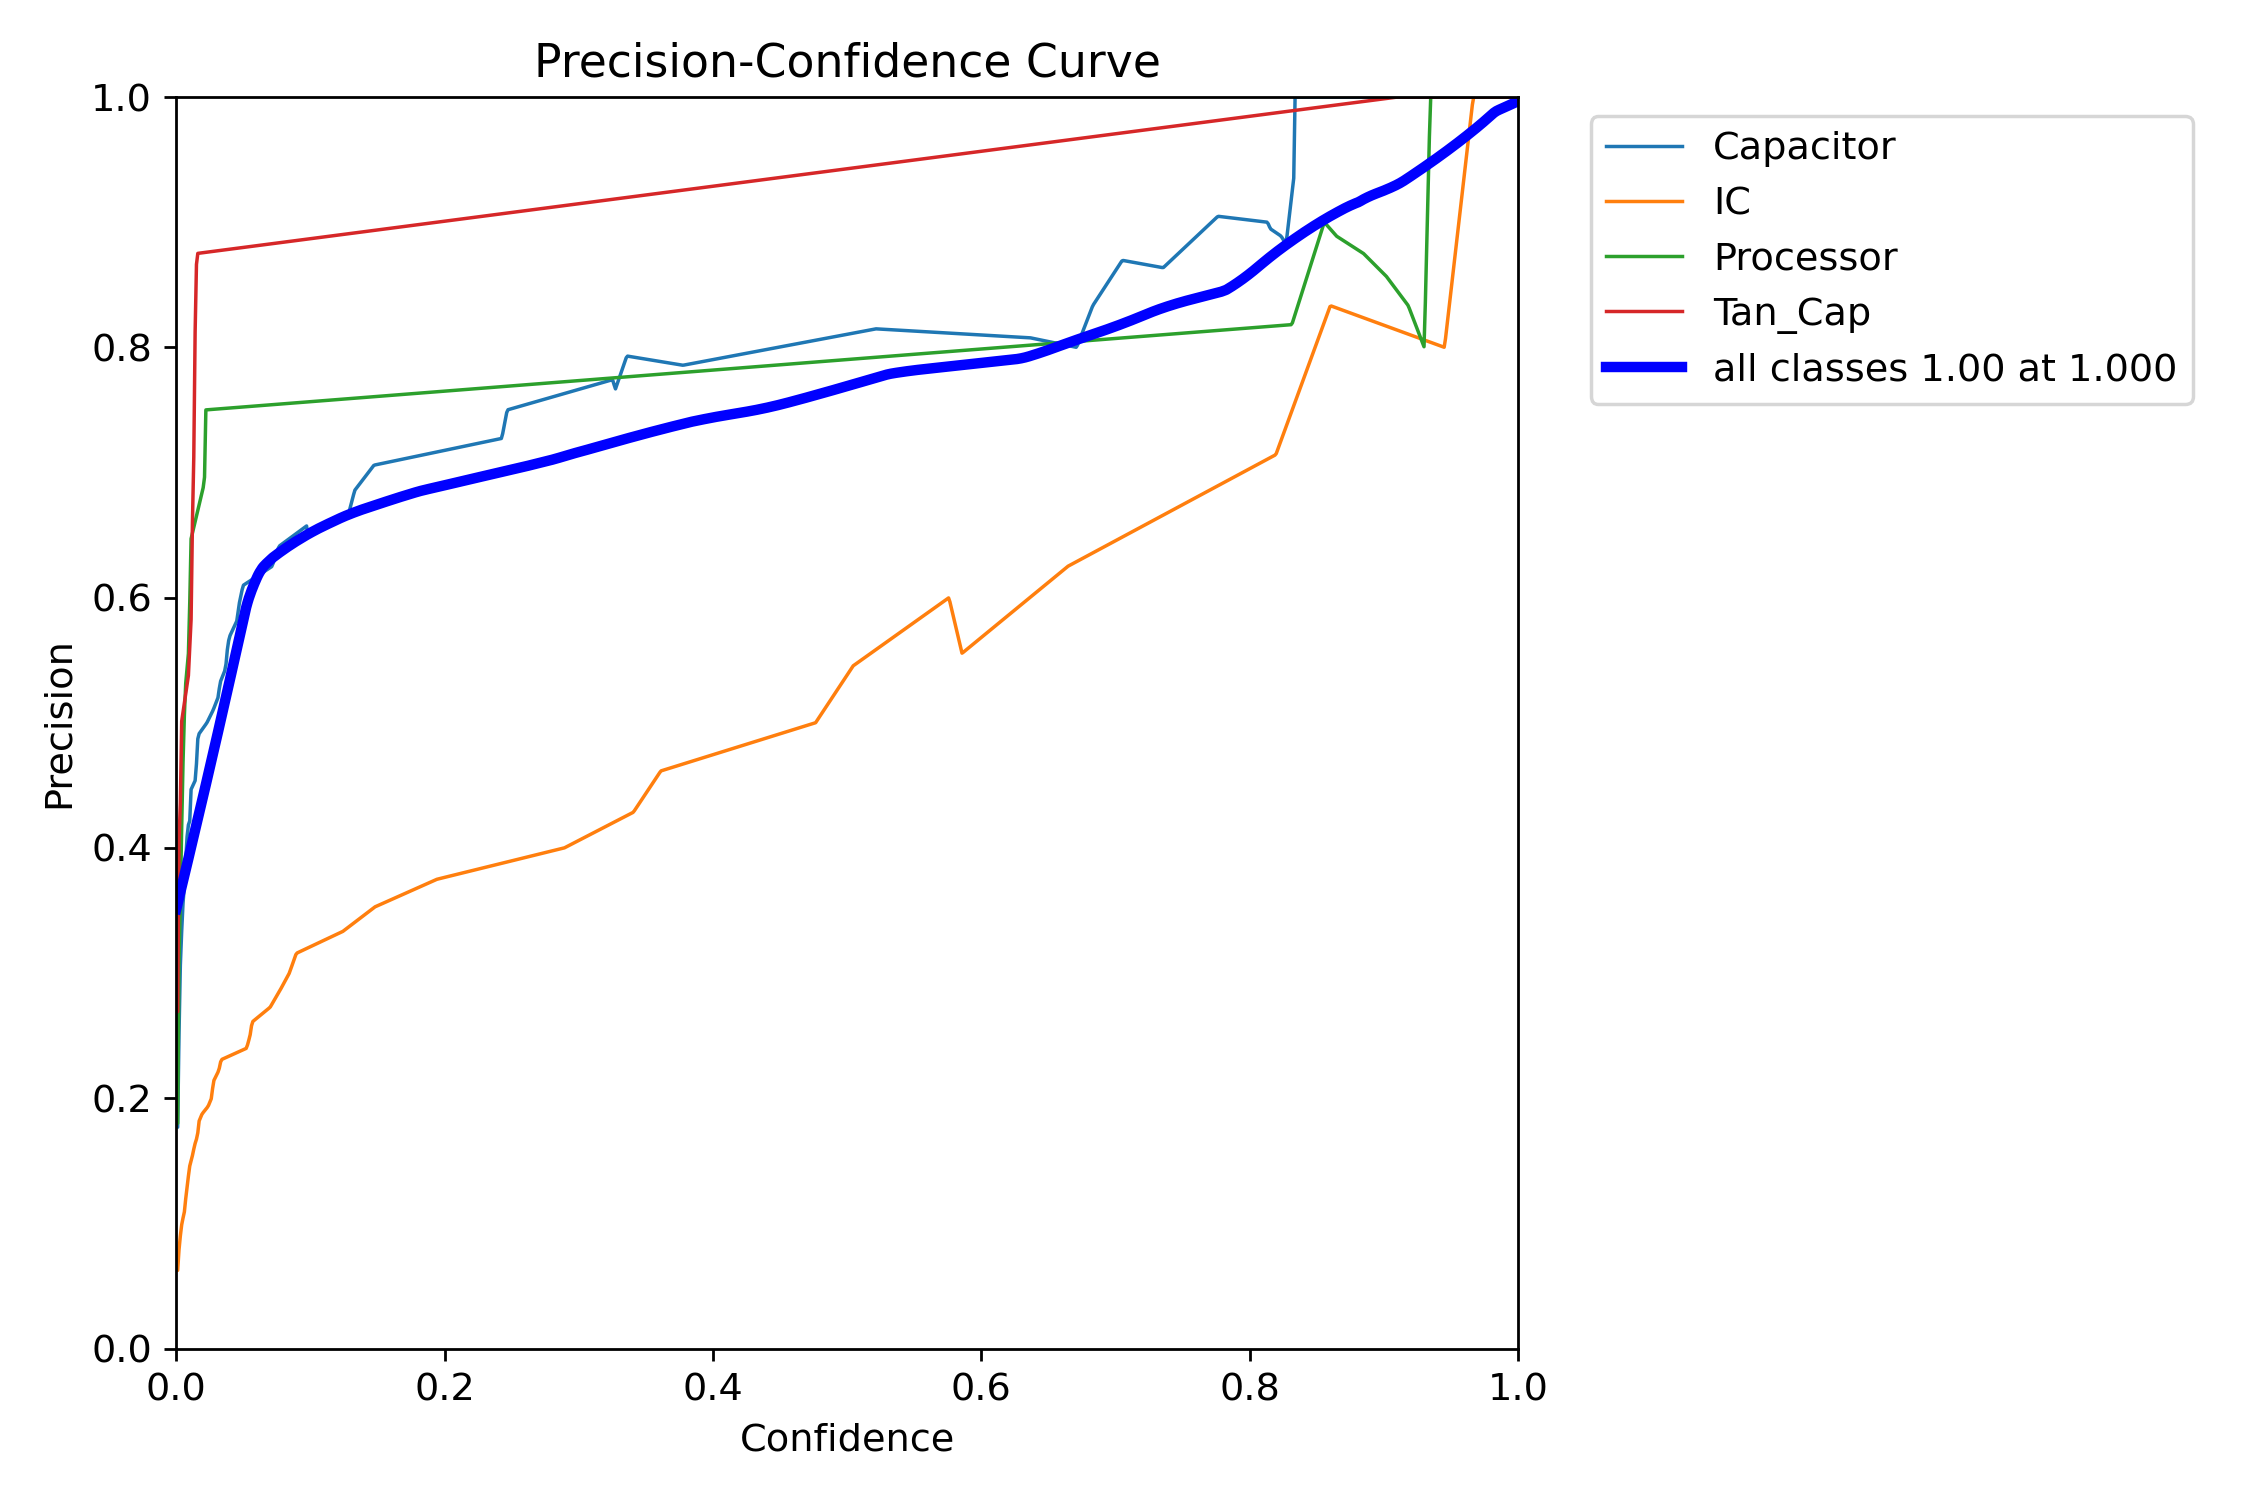 Precision-Confidence Curve
1.0
0.8
0.6
0.4
0.2
0.0
Precision
0.0 0.2 0.4 0.6 0.8 1.0
Confidence
Capacitor
IC
Processor
Tan_Cap
all classes 1.00 at 1.000